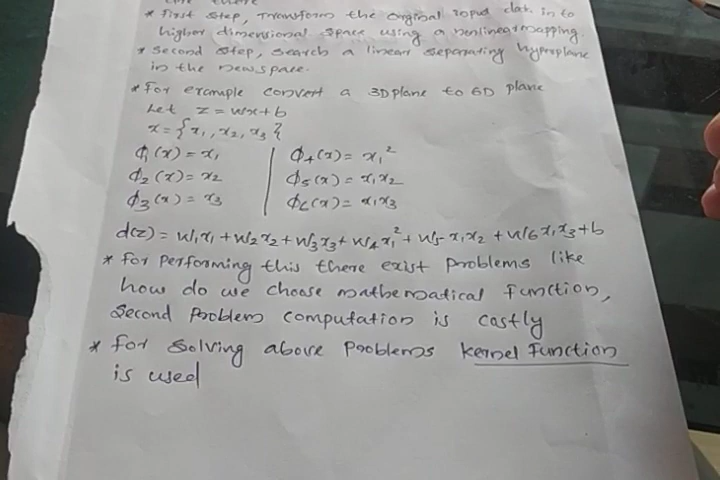 there
* First step, Transform the original input data in to
higher dimensional space using a nonlinear mapping.
* second step, search a linear seperating hyperplane
in the new space.
* For example convert a 3D plane to 6D plane
Let z = wx+b
x = {x1, x2, x3}
ϕ1(x) = x1 | ϕ4(x) = x1²
ϕ2(x) = x2 | ϕ5(x) = x1x2
ϕ3(x) = x3 | ϕ6(x) = x1x3
d(z) = w1x1 + w2x2 + w3x3 + w4x1² + w5x1x2 + w6x1x3 + b
* for performing this there exist problems like
how do we choose mathematical function,
second problem computation is costly
* for solving above problems kernel function
is used